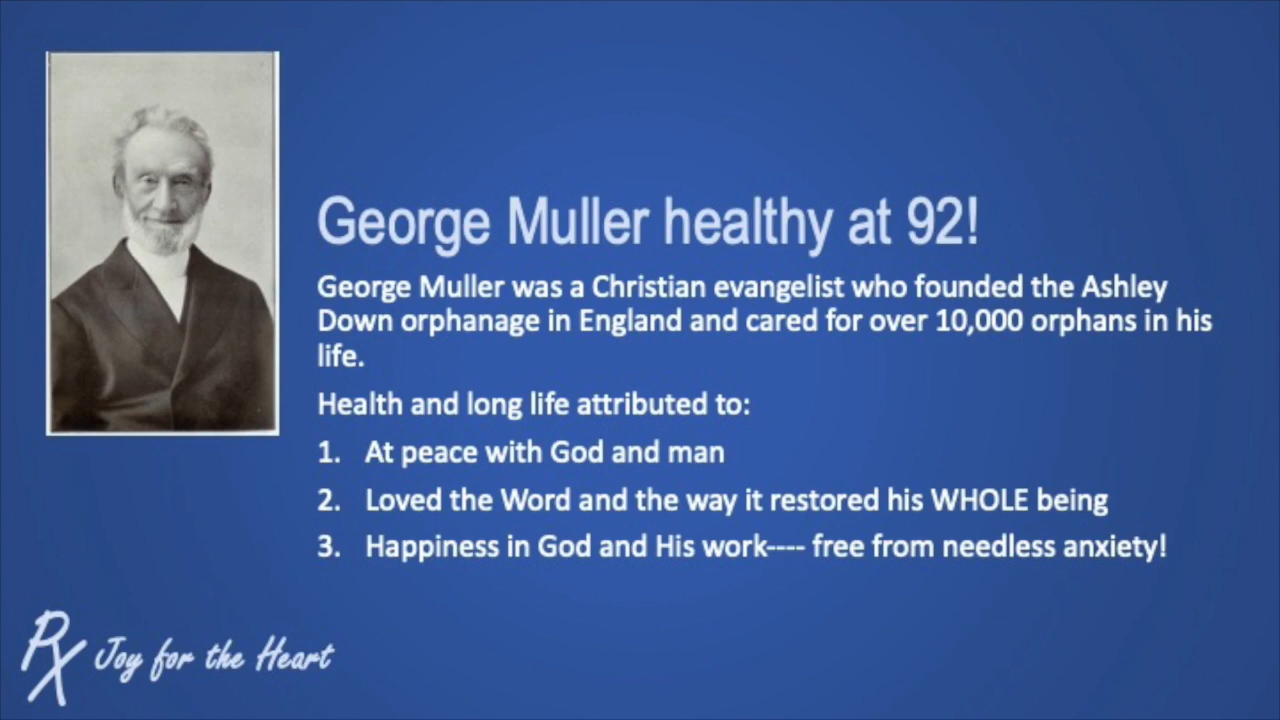 George Muller healthy at 92!
George Muller was a Christian evangelist who founded the Ashley
Down orphanage in England and cared for over 10,000 orphans in his
life.
Health and long life attributed to:
1. At peace with God and man
2. Loved the Word and the way it restored his WHOLE being
3. Happiness in God and His work---- free from needless anxiety!
Rx Joy for the Heart